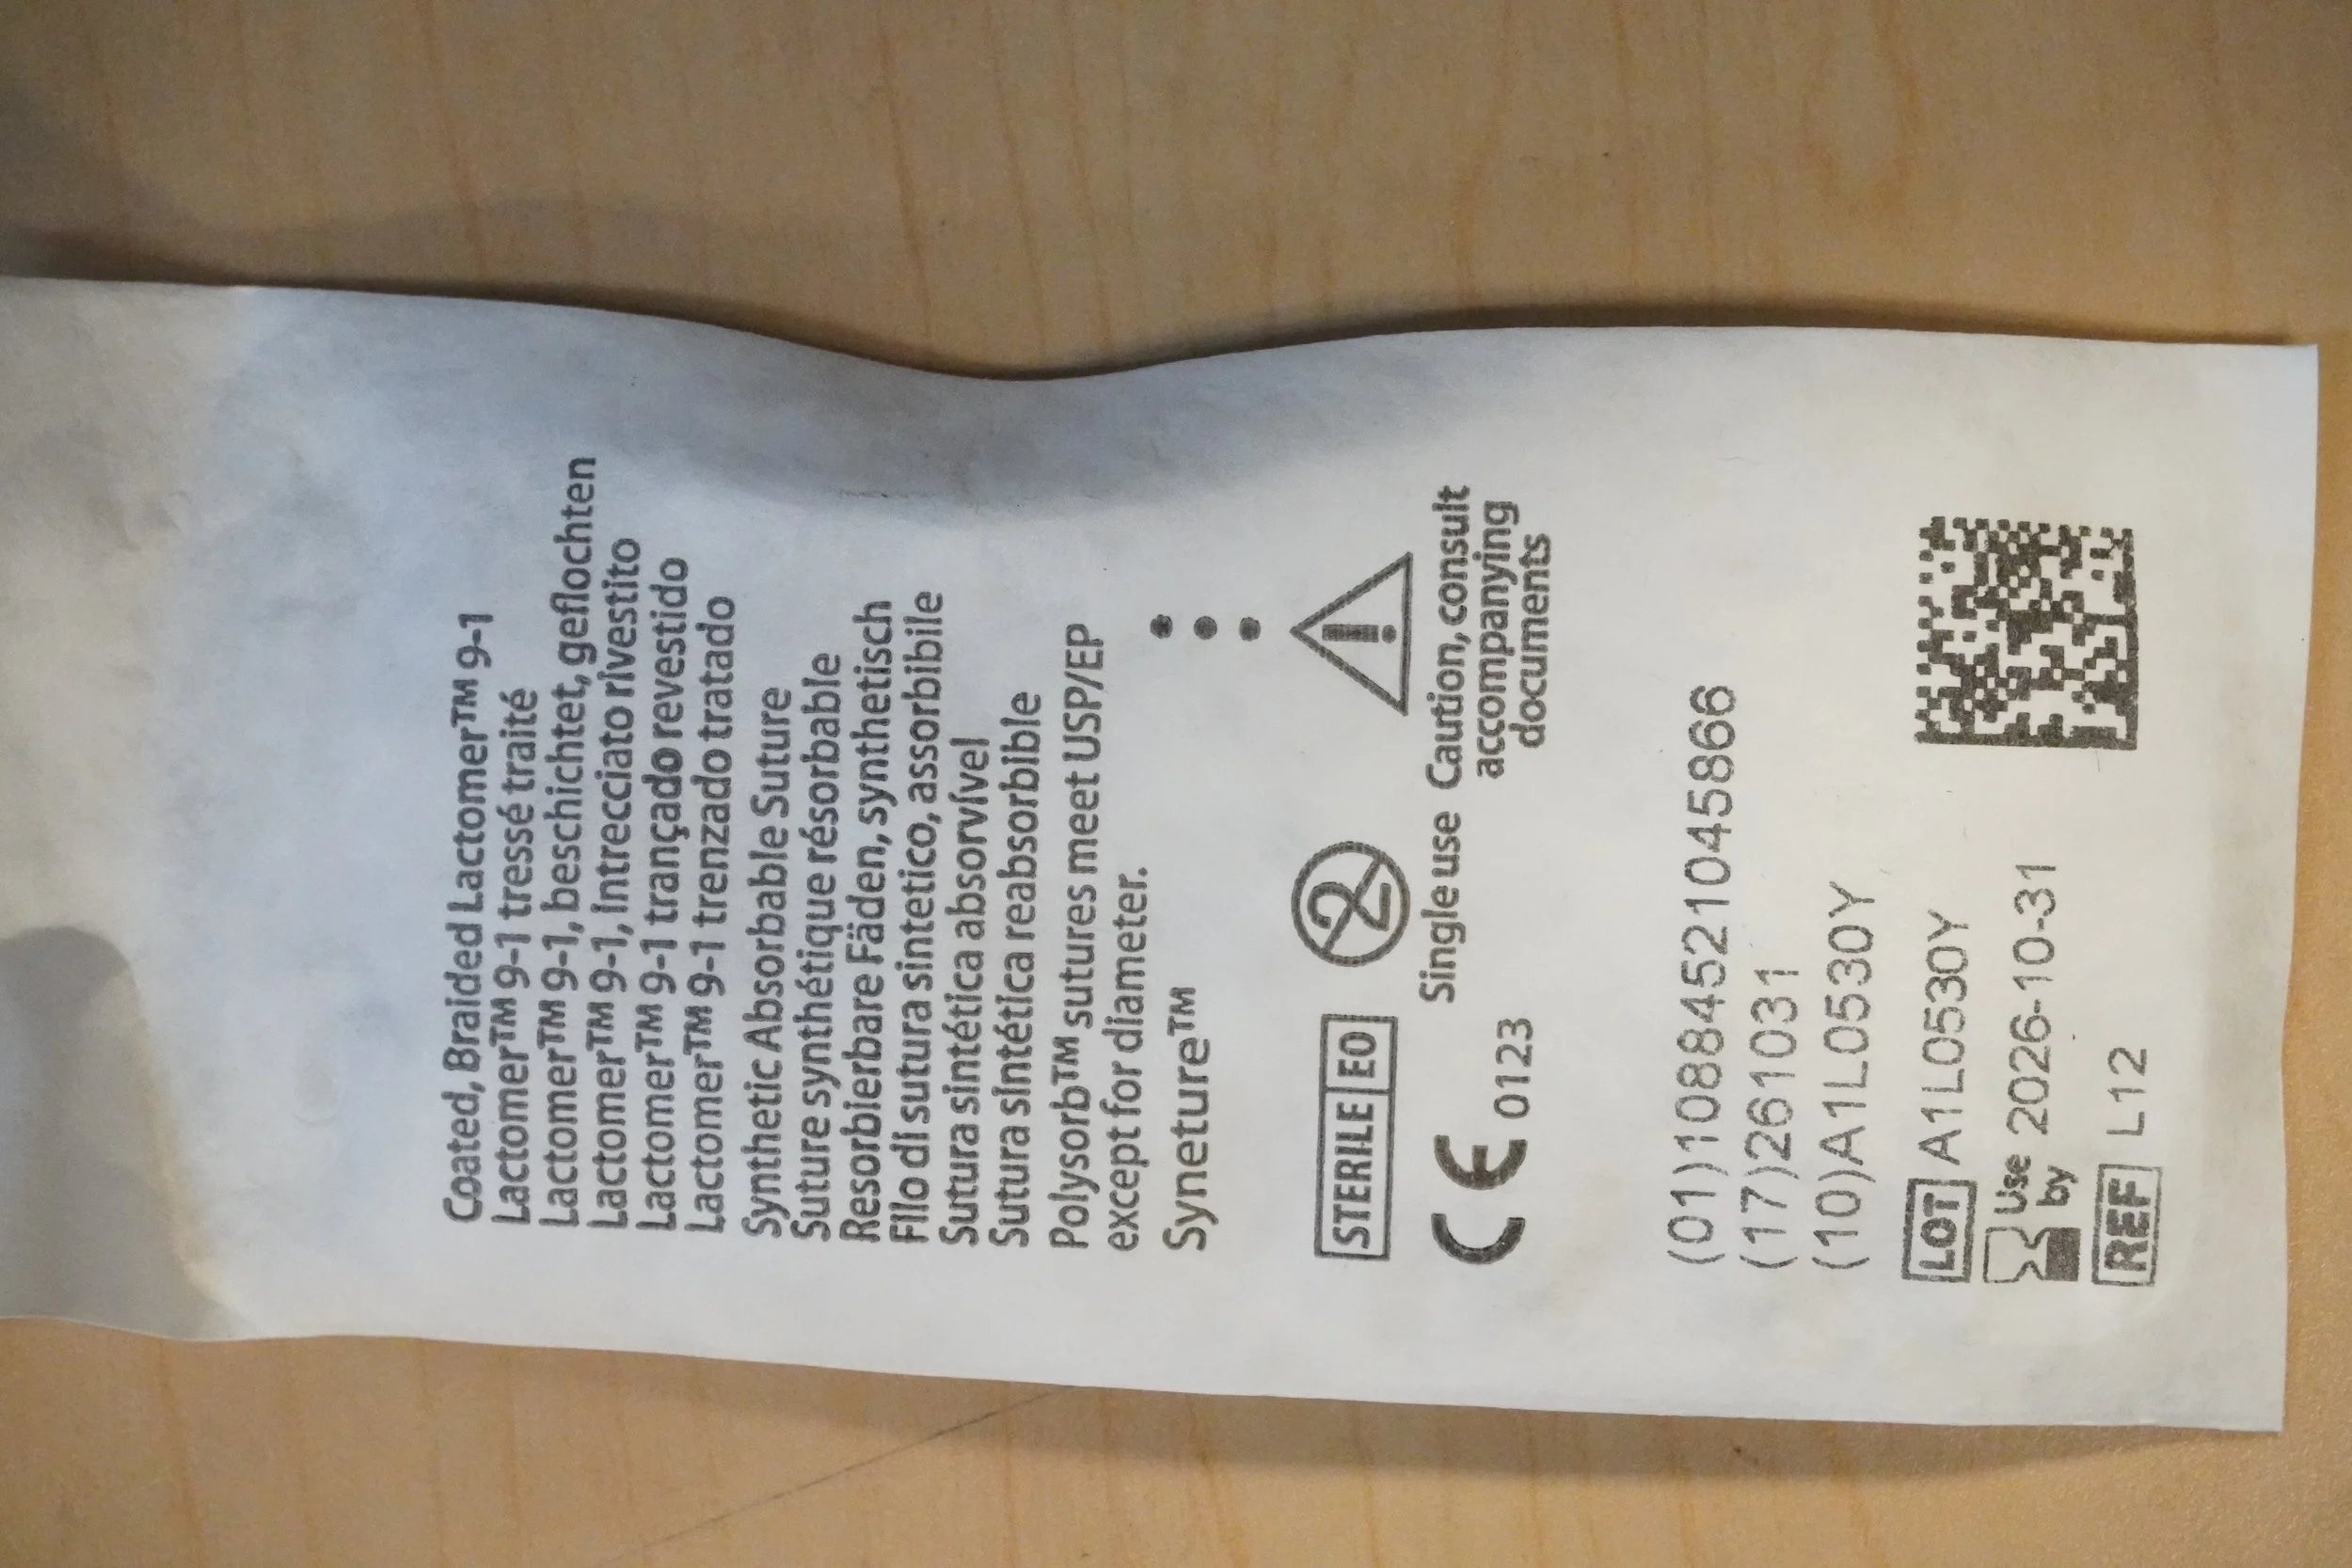 Coated, Braided Lactomer™ 9-1
Lactomer™ 9-1 tressé traité
Lactomer™ 9-1, beschichtet, geflochten
Lactomer™ 9-1, intrecciato rivestito
Lactomer™ 9-1 trançado revestido
Lactomer™ 9-1 trenzado tratado
Synthetic Absorbable Suture
Suture synthétique résorbable
Resorbierbare Fäden, synthetisch
Filo di sutura sintetico, assorbibile
Sutura sintética absorvível
Sutura sintética reabsorbible
Polysorb™ sutures meet USP/EP
except for diameter.
Syneture™
STERILE EO
2
!
CE 0123
Single use
Caution, consult
accompanying
documents
(01)10884521045866
(17)261031
(10)A1L0530Y
LOT A1L0530Y
Use by 2026-10-31
REF L12